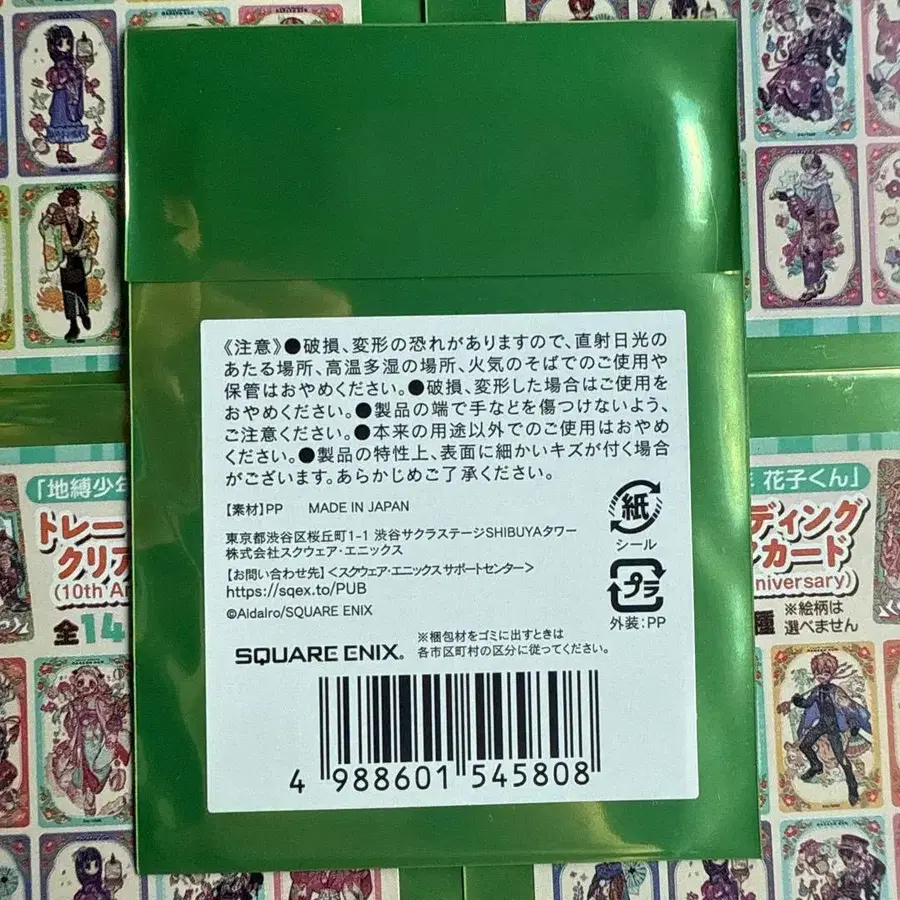 《注意》●破損、変形の恐れがありますので、直射日光の
あたる場所、高温多湿の場所、火気のそばでのご使用や
保管はおやめください。●破損、変形した場合はご使用を
おやめください。●製品の端で手などを傷つけないよう、
ご注意ください。●本来の用途以外でのご使用はおやめ
ください。●製品の特性上、表面に細かいキズが付く場合
がございます。あらかじめご了承ください。
【素材】PP MADE IN JAPAN
東京都渋谷区桜丘町1-1 渋谷サクラステージSHIBUYAタワー
株式会社スクウェア・エニックス
【お問い合わせ先】<スクウェア・エニックス サポートセンター>
https://sqex.to/PUB
©AidaIro/SQUARE ENIX
紙
シール
プラ
外装:PP
SQUARE ENIX®
※梱包材をゴミに出すときは
各市区町村の区分に従ってください。
4 988601 545808
「地縛少年
トレー
クリア
(10th A
全14
花子くん」
ディング
カード
niversary)
種 ※絵柄は
選べません